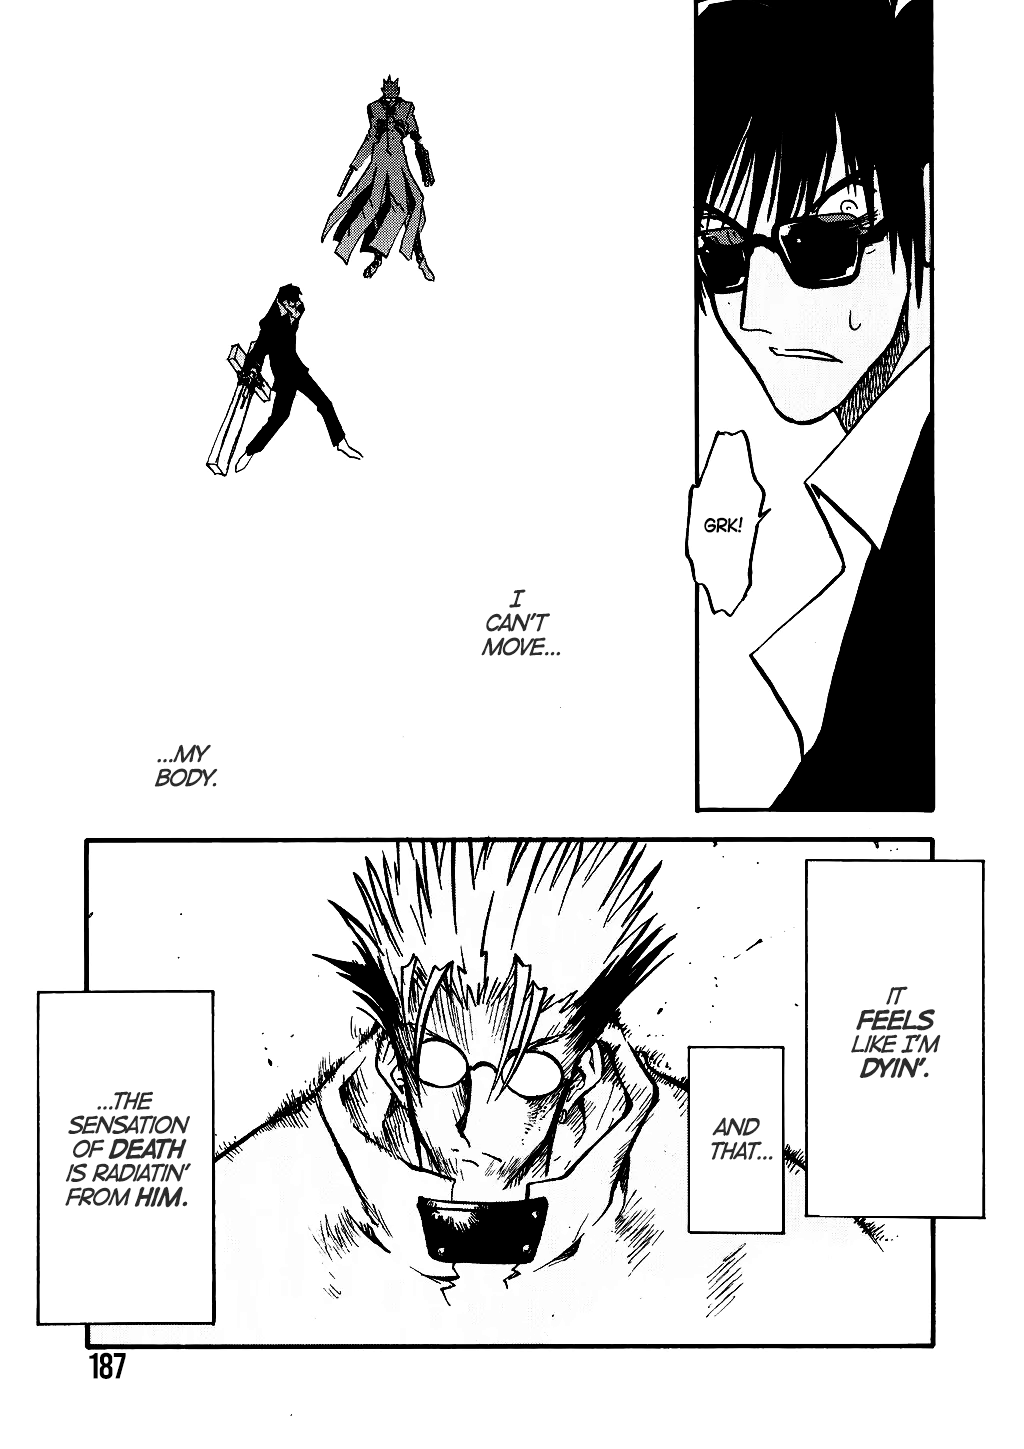 GRK!
I
CAN'T
MOVE...
...MY
BODY.
IT
FEELS
LIKE I'M
DYIN'.
AND
THAT...
...THE
SENSATION
OF DEATH
IS RADIATIN'
FROM HIM.
187